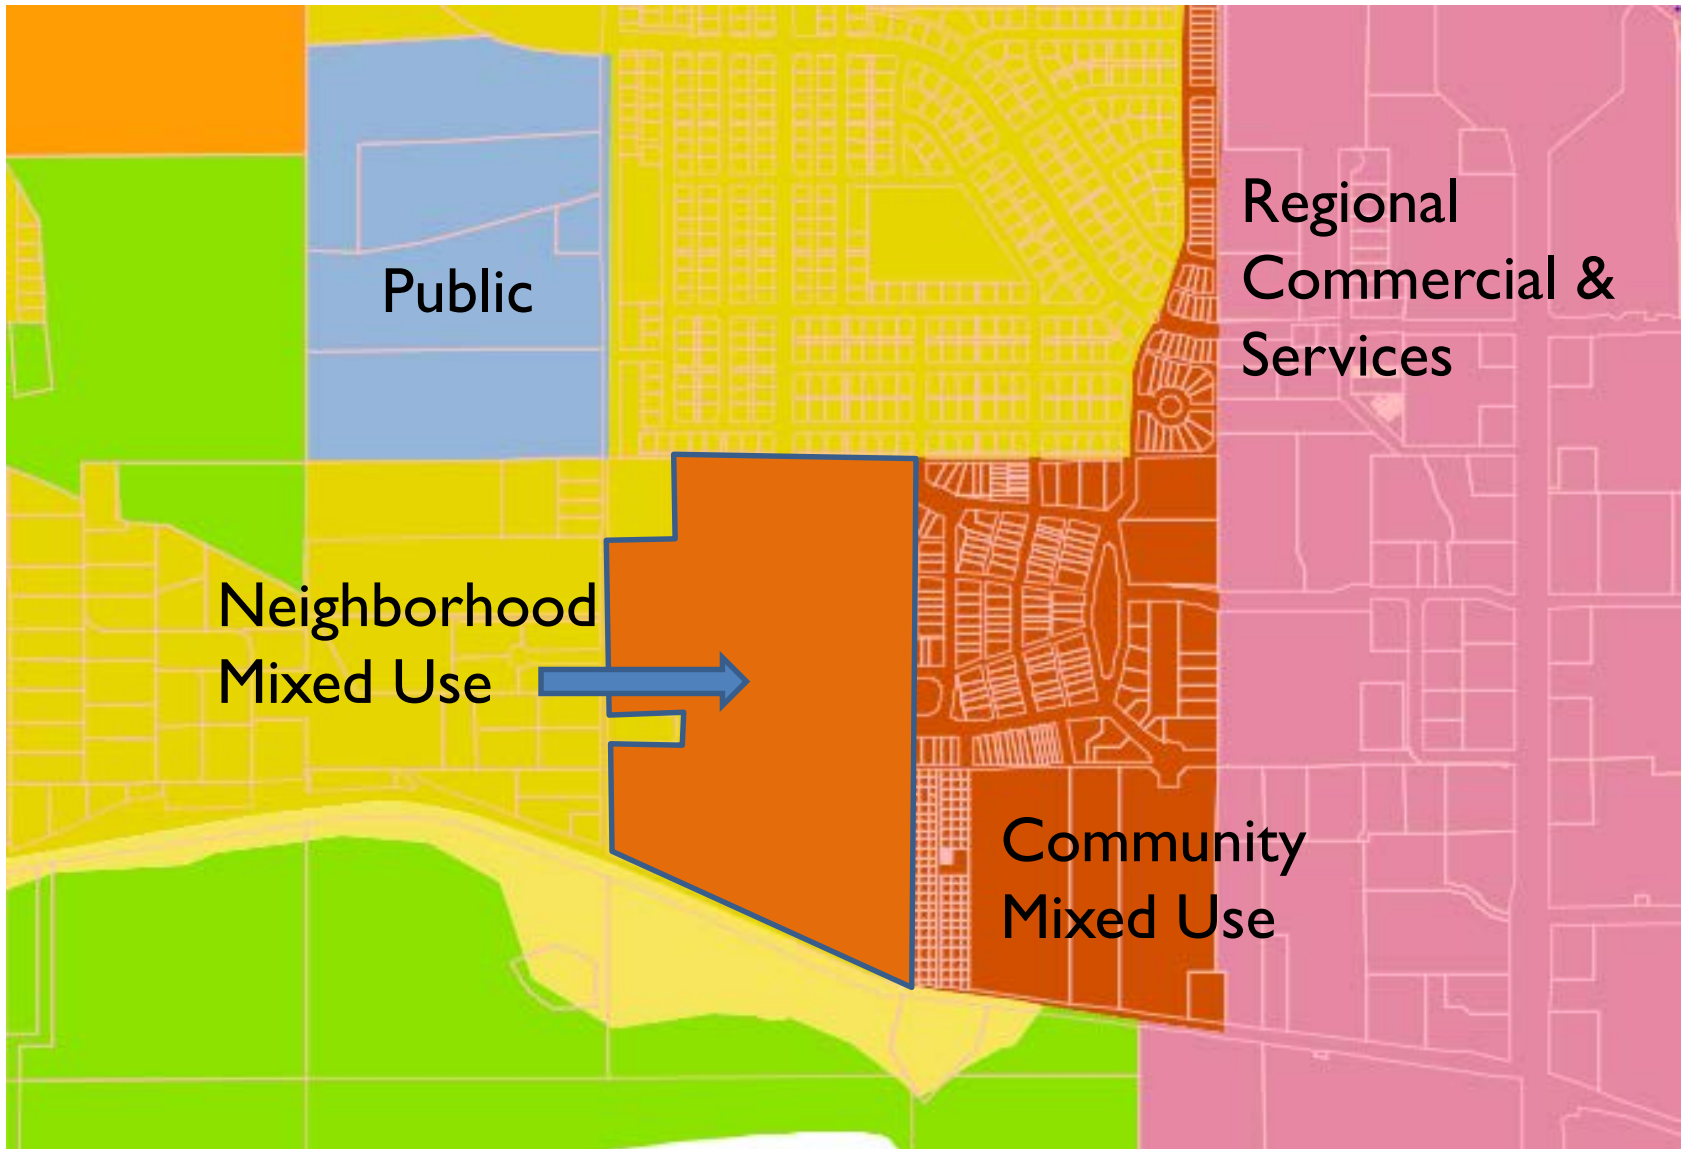 Regional
Commercial &
Services
Public
Neighborhood
Mixed Use
Community
Mixed Use